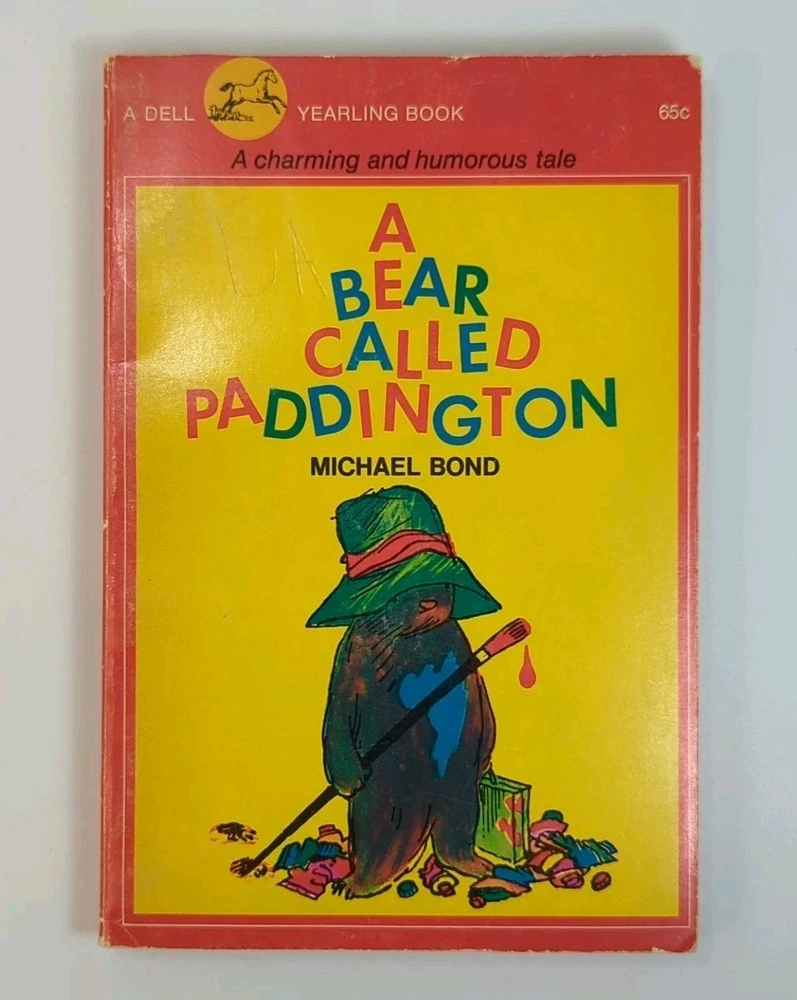 A DELL YEARLING BOOK 65c
A charming and humorous tale
A
BEAR
CALLED
PADDINGTON
MICHAEL BOND